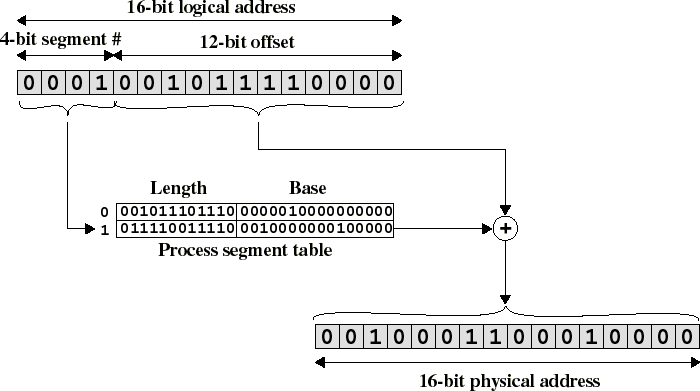 16-bit logical address
4-bit segment #
12-bit offset
0 0 0 1 0 0 1 0 1 1 1 1 0 0 0 0
Length Base
0 001011101110 0000010000000000
1 011110011110 0010000000100000
+
Process segment table
0 0 1 0 0 0 1 1 0 0 0 1 0 0 0 0
16-bit physical address